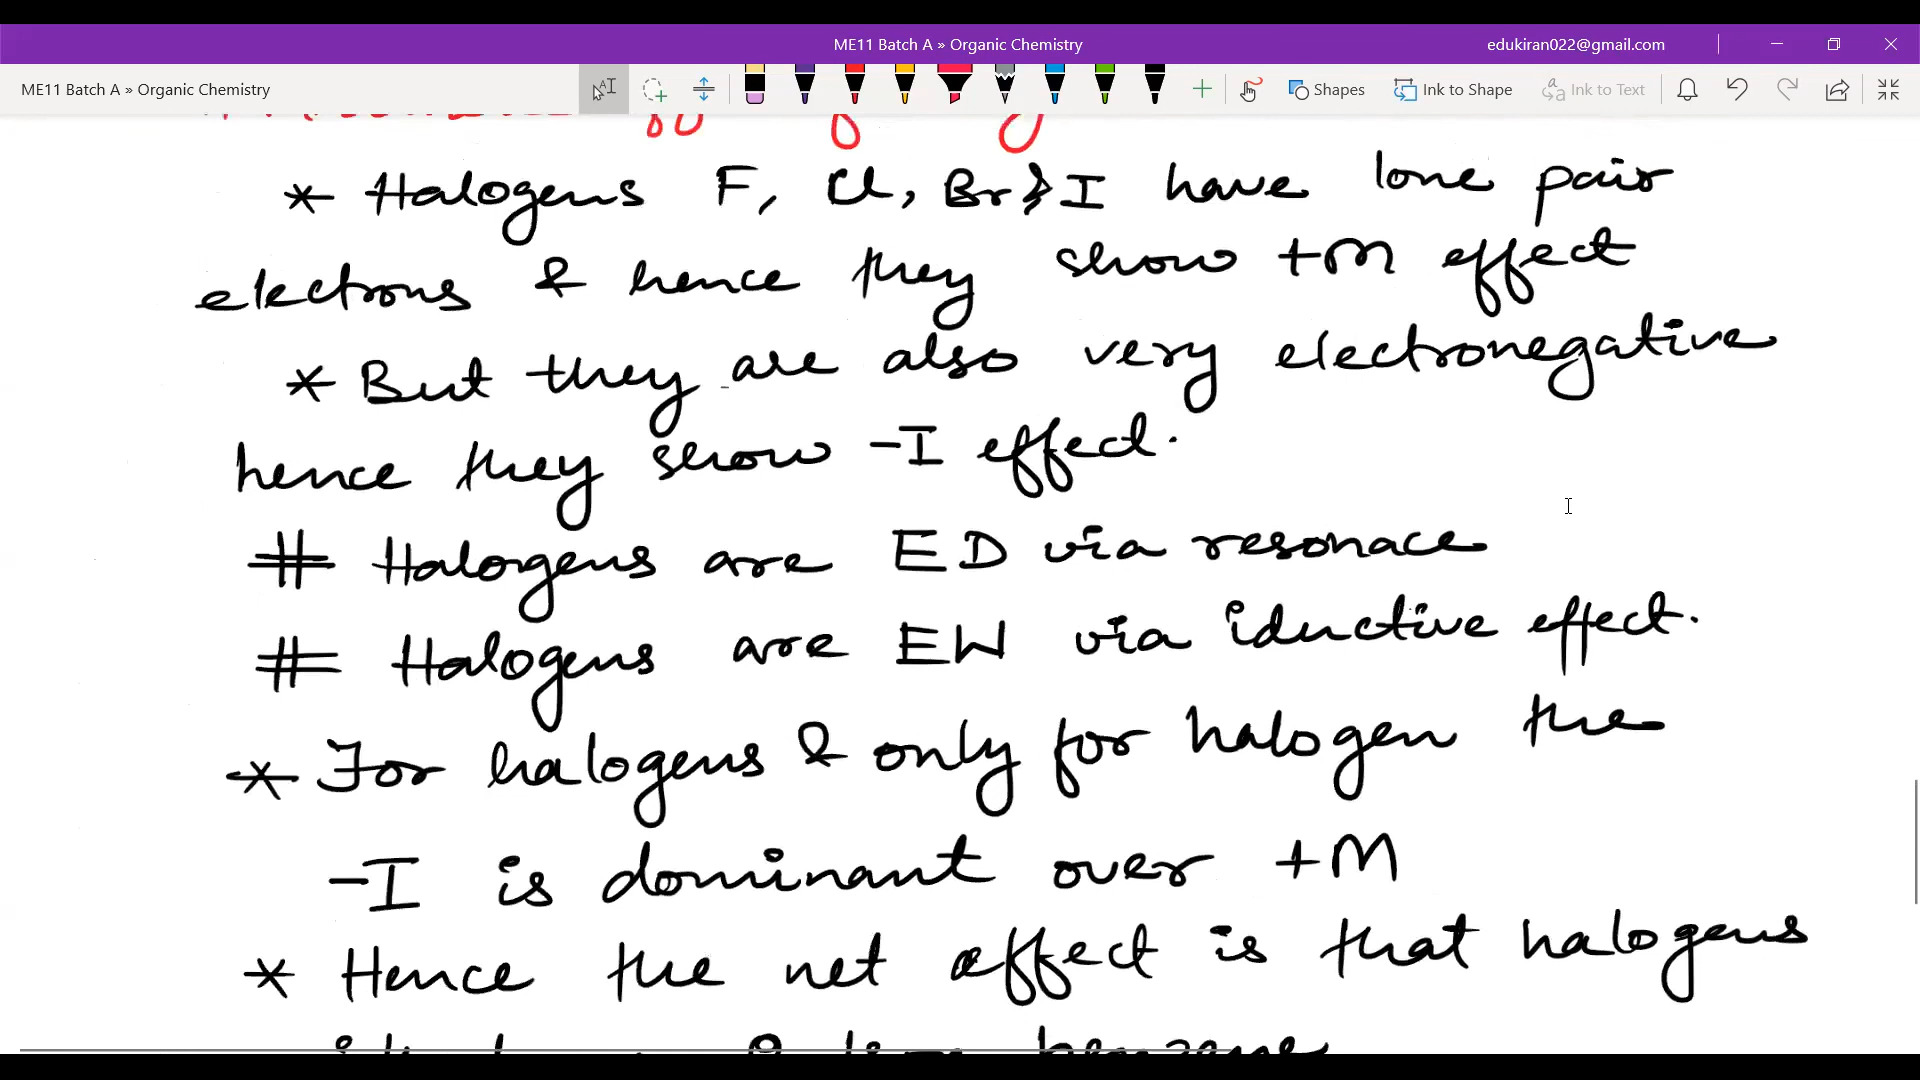 ME11 Batch A » Organic Chemistry
edukiran022@gmail.com
ME11 Batch A » Organic Chemistry
Shapes
Ink to Shape
Ink to Text
* Halogens F, Cl, Br & I have lone pair
electrons & hence they show +M effect
* But they are also very electronegative
hence they show -I effect.
# Halogens are ED via resonace
# Halogens are EW via iductive effect.
* For halogens & only for halogen the
-I is dominant over +M
* Hence the net effect is that halogens
benzene